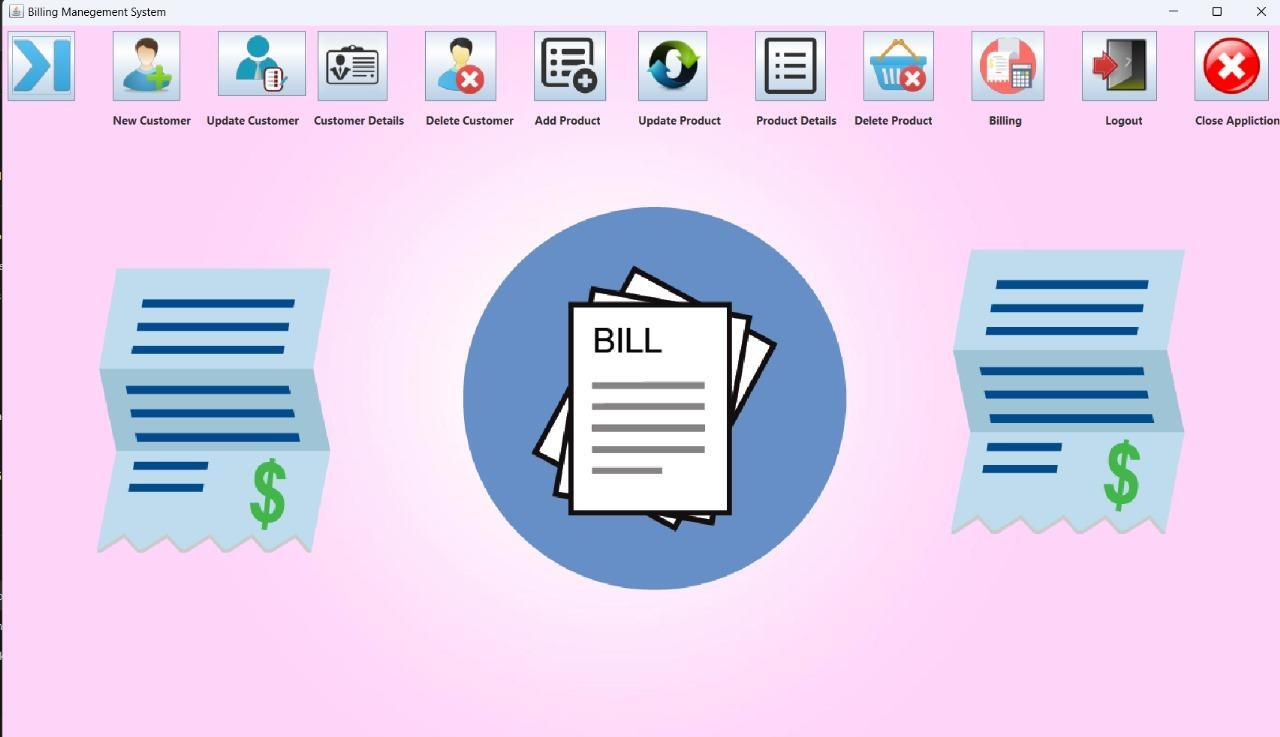 Billing Manegement System
New Customer
Update Customer
Customer Details
Delete Customer
Add Product
Update Product
Product Details
Delete Product
Billing
Logout
Close Appliction
BILL